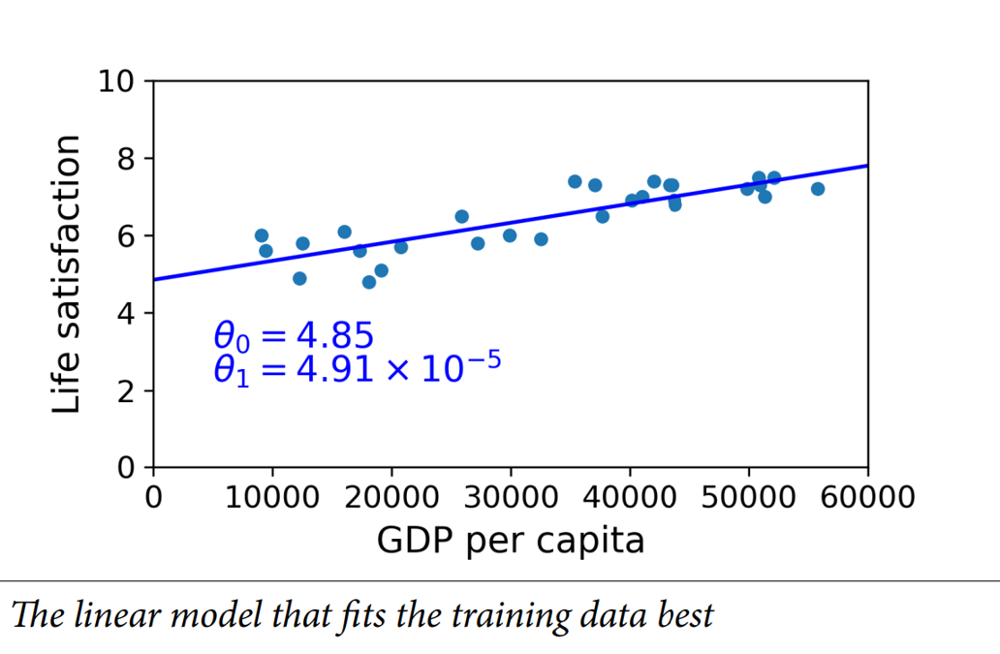 10
8
6
4
2
0
Life satisfaction
θ0 = 4.85
θ1 = 4.91 × 10−5
0 10000 20000 30000 40000 50000 60000
GDP per capita
The linear model that fits the training data best